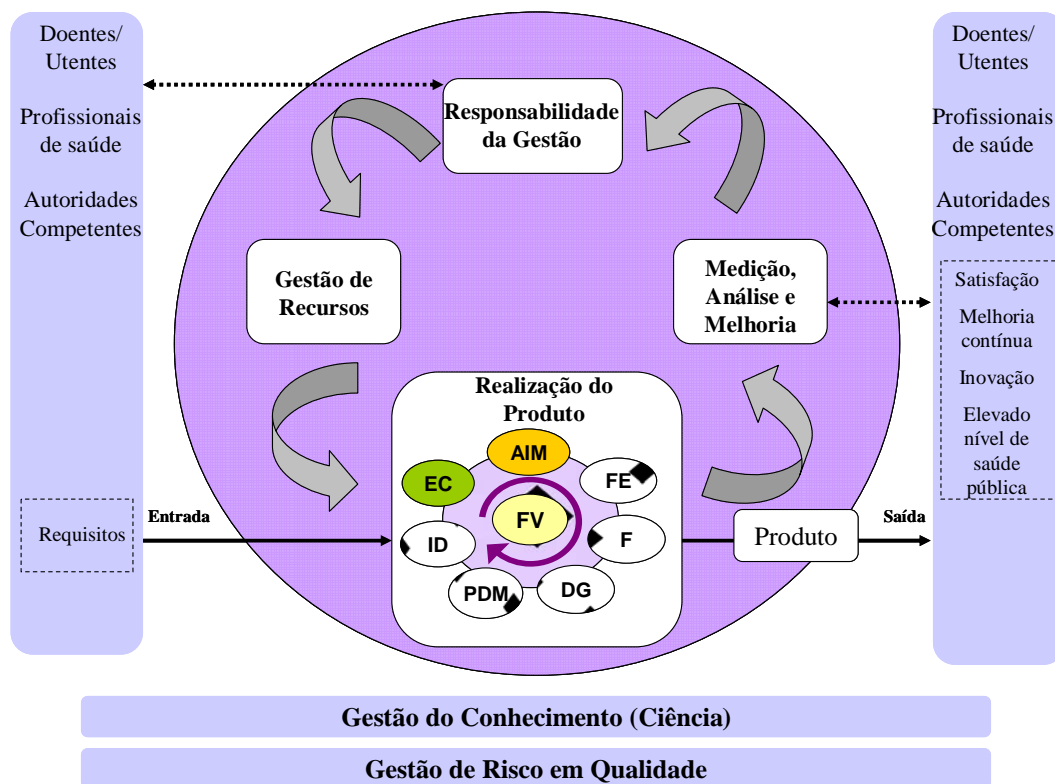 Doentes/
Utentes
Profissionais
de saúde
Autoridades
Competentes
Requisitos
Entrada
Responsabilidade
da Gestão
Gestão de
Recursos
Medição,
Análise e
Melhoria
Realização do
Produto
AIM
EC
FE
FV
ID
F
PDM
DG
Produto
Saída
Doentes/
Utentes
Profissionais
de saúde
Autoridades
Competentes
Satisfação
Melhoria
contínua
Inovação
Elevado
nível de
saúde
pública
Gestão do Conhecimento (Ciência)
Gestão de Risco em Qualidade